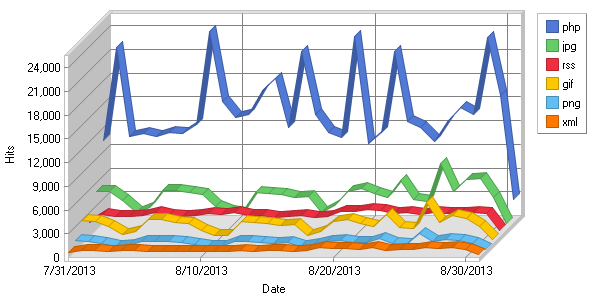 php
jpg
rss
gif
png
xml
24,000
21,000
18,000
15,000
12,000
9,000
6,000
3,000
0
Hits
7/31/2013 8/10/2013 8/20/2013 8/30/2013
Date